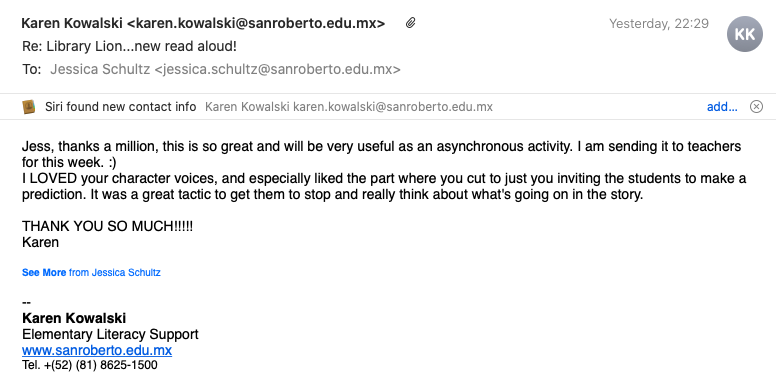 Karen Kowalski <karen.kowalski@sanroberto.edu.mx>
Yesterday, 22:29
KK
Re: Library Lion...new read aloud!
To: Jessica Schultz <jessica.schultz@sanroberto.edu.mx>
Siri found new contact info Karen Kowalski karen.kowalski@sanroberto.edu.mx
add...
Jess, thanks a million, this is so great and will be very useful as an asynchronous activity. I am sending it to teachers
for this week. :)
I LOVED your character voices, and especially liked the part where you cut to just you inviting the students to make a
prediction. It was a great tactic to get them to stop and really think about what's going on in the story.
THANK YOU SO MUCH!!!!!
Karen
See More from Jessica Schultz
--
Karen Kowalski
Elementary Literacy Support
www.sanroberto.edu.mx
Tel. +(52) (81) 8625-1500